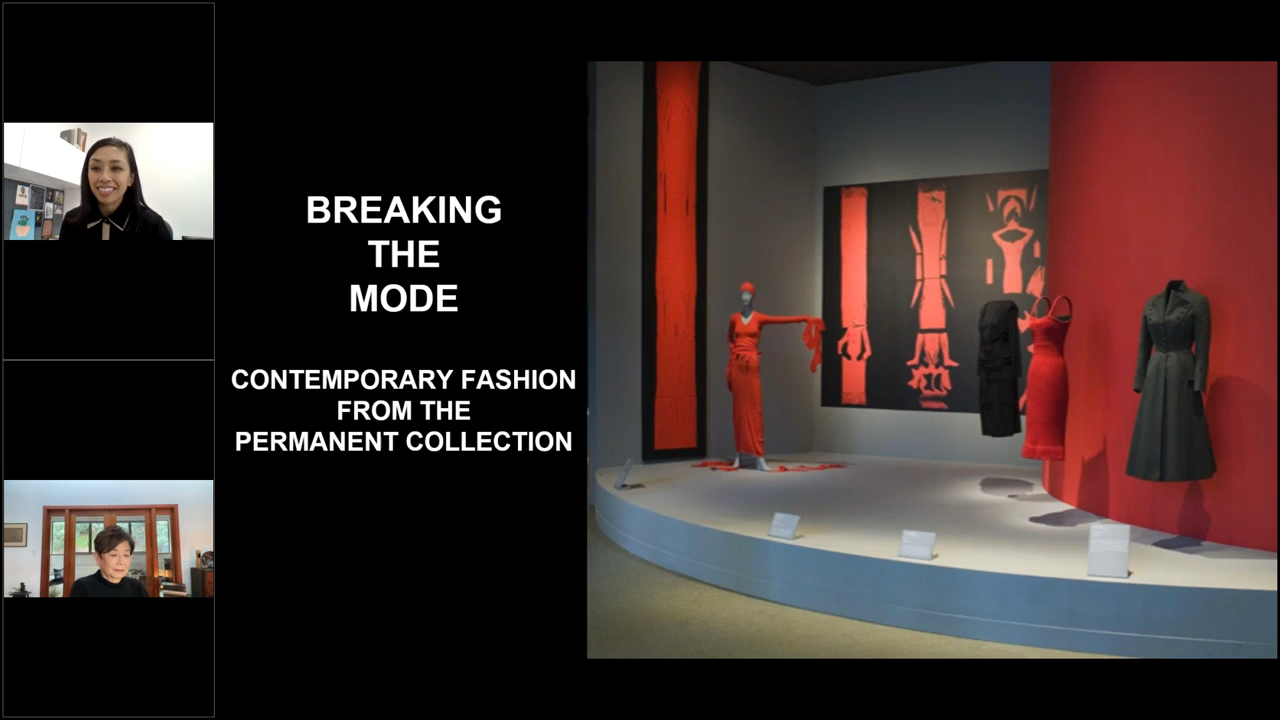 BREAKING
THE
MODE
CONTEMPORARY FASHION
FROM THE
PERMANENT COLLECTION